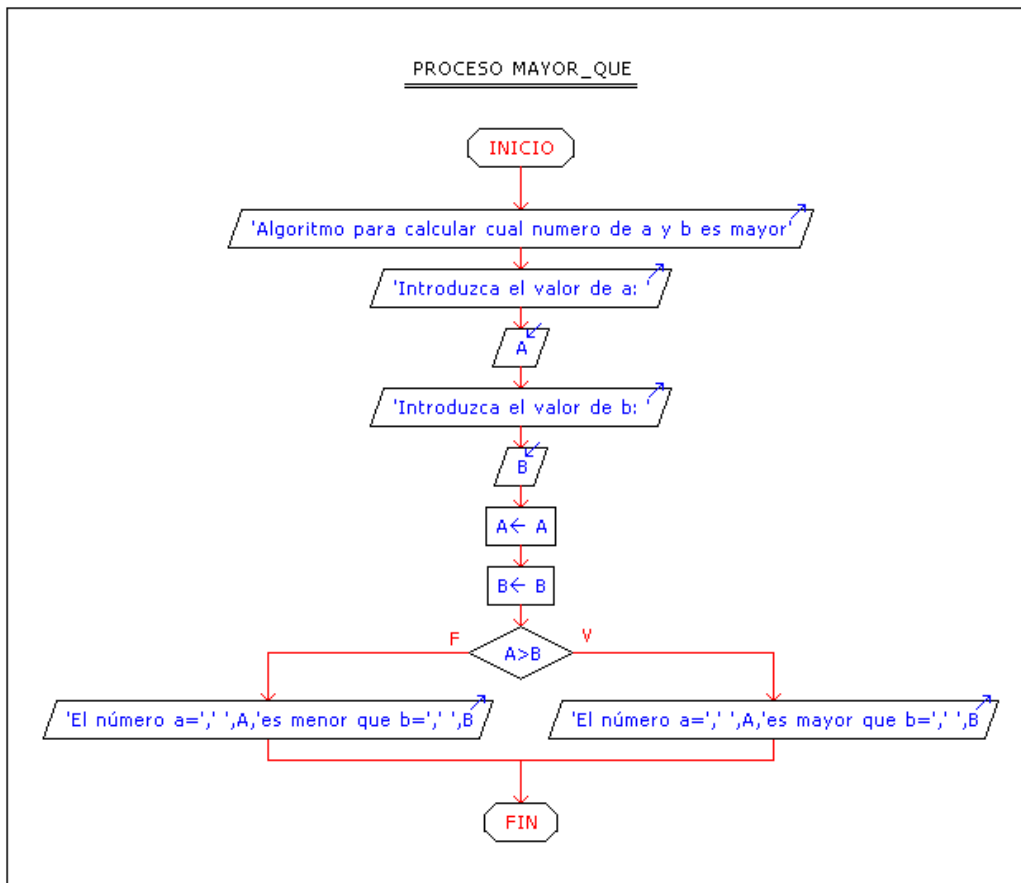 PROCESO MAYOR_QUE
INICIO
'Algoritmo para calcular cual numero de a y b es mayor'
'Introduzca el valor de a: '
A
'Introduzca el valor de b: '
B
A← A
B← B
F
V
A>B
'El número a=',' ',A,'es menor que b=',' ',B
'El número a=',' ',A,'es mayor que b=',' ',B
FIN